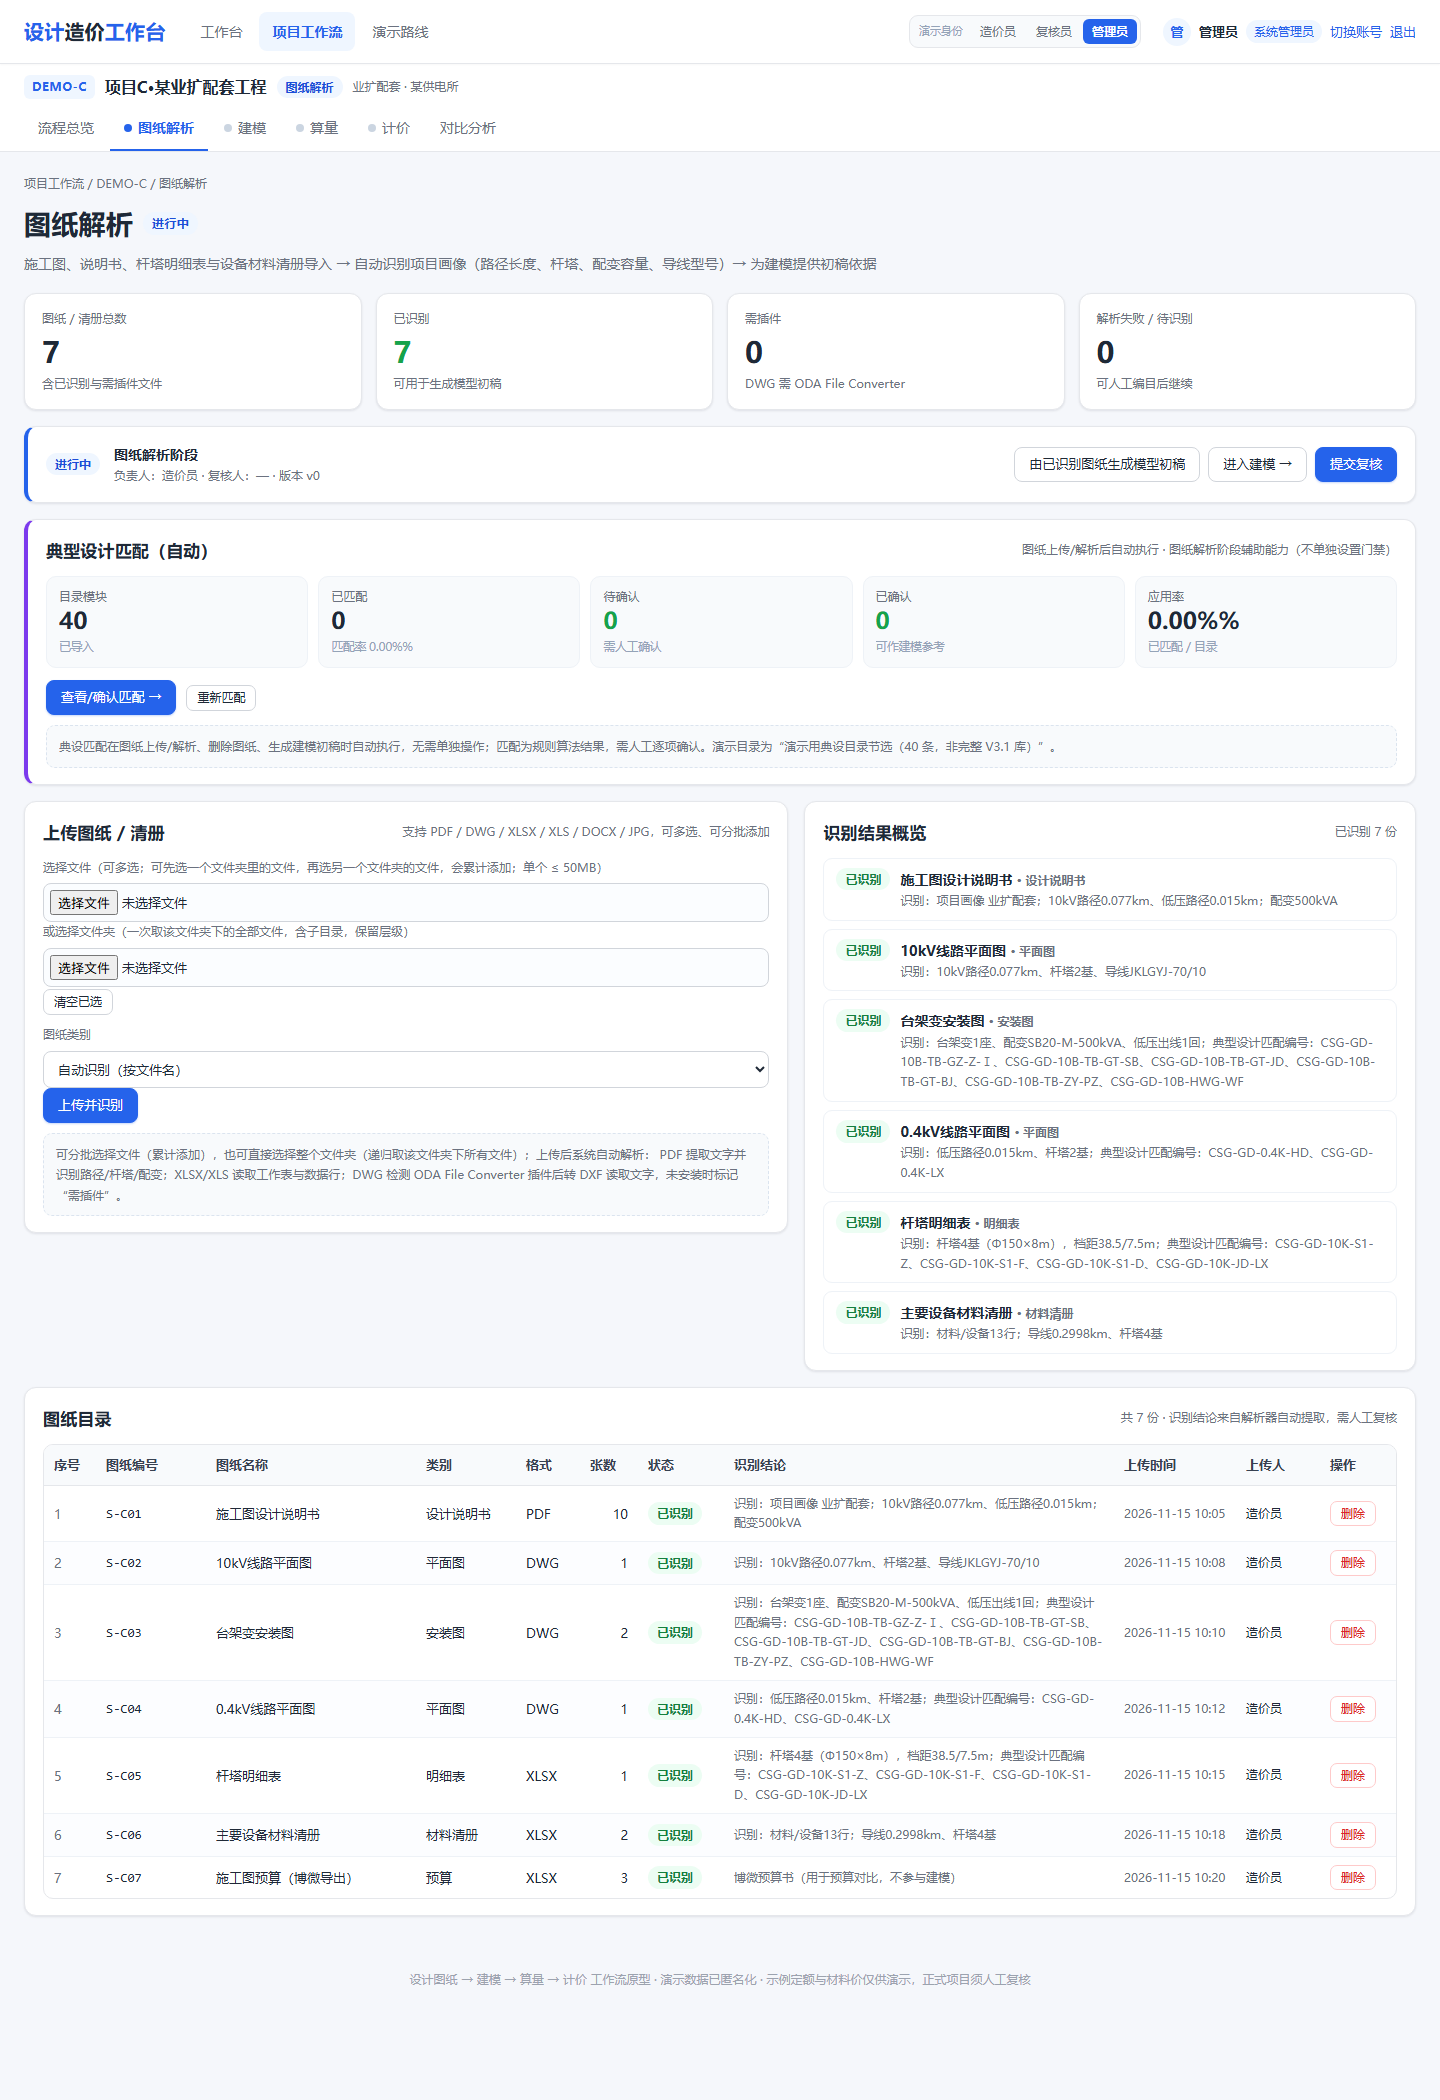 设计造价工作台
工作台
项目工作流
演示路线
演示身份
造价员
复核员
管理员
管
管理员
系统管理员
切换账号
退出
DEMO-C
项目C·某业扩配套工程
图纸解析
业扩配套 · 某供电所
流程总览
图纸解析
建模
算量
计价
对比分析
项目工作流 / DEMO-C / 图纸解析
图纸解析
进行中
施工图、说明书、杆塔明细表与设备材料清册导入 → 自动识别项目画像（路径长度、杆塔、配变容量、导线型号）→ 为建模提供初稿依据
图纸 / 清册总数
7
含已识别与需插件文件
已识别
7
可用于生成模型初稿
需插件
0
DWG 需 ODA File Converter
解析失败 / 待识别
0
可人工编目后继续
进行中
图纸解析阶段
负责人：造价员 · 复核人：— · 版本 v0
由已识别图纸生成模型初稿
进入建模 →
提交复核
典型设计匹配（自动）
图纸上传/解析后自动执行 · 图纸解析阶段辅助能力（不单独设置门禁）
目录模块
40
已导入
已匹配
0
匹配率 0.00%%
待确认
0
需人工确认
已确认
0
可作建模参考
应用率
0.00%%
已匹配 / 目录
查看/确认匹配 →
重新匹配
典设匹配在图纸上传/解析、删除图纸、生成建模初稿时自动执行，无需单独操作；匹配为规则算法结果，需人工逐项确认。演示目录为“演示用典设目录节选（40 条，非完整 V3.1 库）”。
上传图纸 / 清册
支持 PDF / DWG / XLSX / XLS / DOCX / JPG，可多选、可分批添加
选择文件（可多选；可先选一个文件夹里的文件，再选另一个文件夹的文件，会累计添加；单个 ≤ 50MB）
选择文件 未选择文件
或选择文件夹（一次取该文件夹下的全部文件，含子目录，保留层级）
选择文件 未选择文件
清空已选
图纸类别
自动识别（按文件名）
上传并识别
可分批选择文件（累计添加），也可直接选择整个文件夹（递归取该文件夹下所有文件）；上传后系统自动解析： PDF 提取文字并
识别路径/杆塔/配变；XLSX/XLS 读取工作表与数据行；DWG 检测 ODA File Converter 插件后转 DXF 读取文字，未安装时标记
“需插件”。
识别结果概览
已识别 7 份
已识别
施工图设计说明书 · 设计说明书
识别：项目画像 业扩配套；10kV路径0.077km、低压路径0.015km；配变500kVA
已识别
10kV线路平面图 · 平面图
识别：10kV路径0.077km、杆塔2基、导线JKLGYJ-70/10
已识别
台架变安装图 · 安装图
识别：台架变1座、配变SB20-M-500kVA、低压出线1回；典型设计匹配编号：CSG-GD-
10B-TB-GZ-Z-Ⅰ、CSG-GD-10B-TB-GT-SB、CSG-GD-10B-TB-GT-JD、CSG-GD-10B-
TB-GT-BJ、CSG-GD-10B-TB-ZY-PZ、CSG-GD-10B-HWG-WF
已识别
0.4kV线路平面图 · 平面图
识别：低压路径0.015km、杆塔2基；典型设计匹配编号：CSG-GD-0.4K-HD、CSG-GD-
0.4K-LX
已识别
杆塔明细表 · 明细表
识别：杆塔4基（Φ150×8m），档距38.5/7.5m；典型设计匹配编号：CSG-GD-10K-S1-
Z、CSG-GD-10K-S1-F、CSG-GD-10K-S1-D、CSG-GD-10K-JD-LX
已识别
主要设备材料清册 · 材料清册
识别：材料/设备13行；导线0.2998km、杆塔4基
图纸目录
共 7 份 · 识别结论来自解析器自动提取，需人工复核
序号 图纸编号 图纸名称 类别 格式 张数 状态 识别结论 上传时间 上传人 操作
1 S-C01 施工图设计说明书 设计说明书 PDF 10 已识别 识别：项目画像 业扩配套；10kV路径0.077km、低压路径0.015km；
配变500kVA 2026-11-15 10:05 造价员 删除
2 S-C02 10kV线路平面图 平面图 DWG 1 已识别 识别：10kV路径0.077km、杆塔2基、导线JKLGYJ-70/10 2026-11-15 10:08 造价员 删除
3 S-C03 台架变安装图 安装图 DWG 2 已识别 识别：台架变1座、配变SB20-M-500kVA、低压出线1回；典型设计
匹配编号：CSG-GD-10B-TB-GZ-Z-Ⅰ、CSG-GD-10B-TB-GT-SB、
CSG-GD-10B-TB-GT-JD、CSG-GD-10B-TB-GT-BJ、CSG-GD-10B-
TB-ZY-PZ、CSG-GD-10B-HWG-WF 2026-11-15 10:10 造价员 删除
4 S-C04 0.4kV线路平面图 平面图 DWG 1 已识别 识别：低压路径0.015km、杆塔2基；典型设计匹配编号：CSG-GD-
0.4K-HD、CSG-GD-0.4K-LX 2026-11-15 10:12 造价员 删除
5 S-C05 杆塔明细表 明细表 XLSX 1 已识别 识别：杆塔4基（Φ150×8m），档距38.5/7.5m；典型设计匹配编
号：CSG-GD-10K-S1-Z、CSG-GD-10K-S1-F、CSG-GD-10K-S1-
D、CSG-GD-10K-JD-LX 2026-11-15 10:15 造价员 删除
6 S-C06 主要设备材料清册 材料清册 XLSX 2 已识别 识别：材料/设备13行；导线0.2998km、杆塔4基 2026-11-15 10:18 造价员 删除
7 S-C07 施工图预算（博微导出） 预算 XLSX 3 已识别 博微预算书（用于预算对比，不参与建模） 2026-11-15 10:20 造价员 删除
设计图纸 → 建模 → 算量 → 计价 工作流原型 · 演示数据已匿名化 · 示例定额与材料价仅供演示，正式项目须人工复核